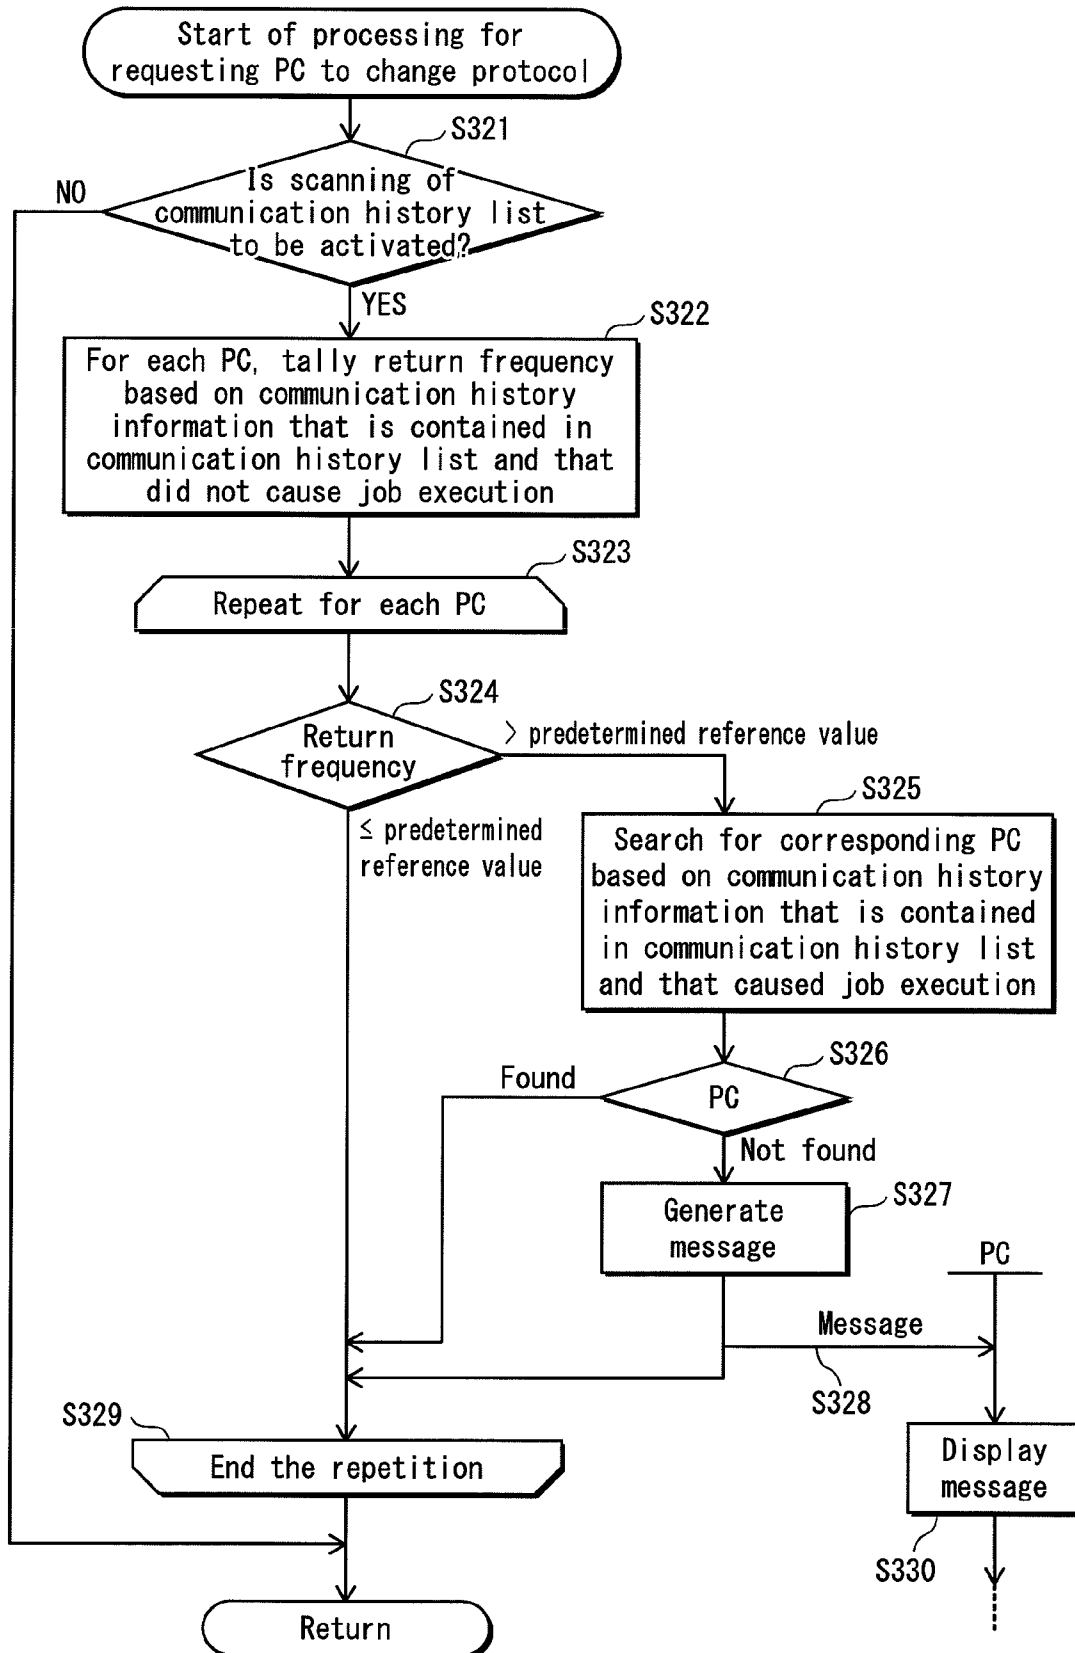 Start of processing for
requesting PC to change protocol
S321
Is scanning of
communication history list
to be activated?
NO
YES
S322
For each PC, tally return frequency
based on communication history
information that is contained in
communication history list and that
did not cause job execution
S323
Repeat for each PC
S324
Return
frequency
> predetermined reference value
≤ predetermined
reference value
S325
Search for corresponding PC
based on communication history
information that is contained
in communication history list
and that caused job execution
S326
PC
Found
Not found
S327
Generate
message
PC
Message
S328
S329
End the repetition
Display
message
S330
Return